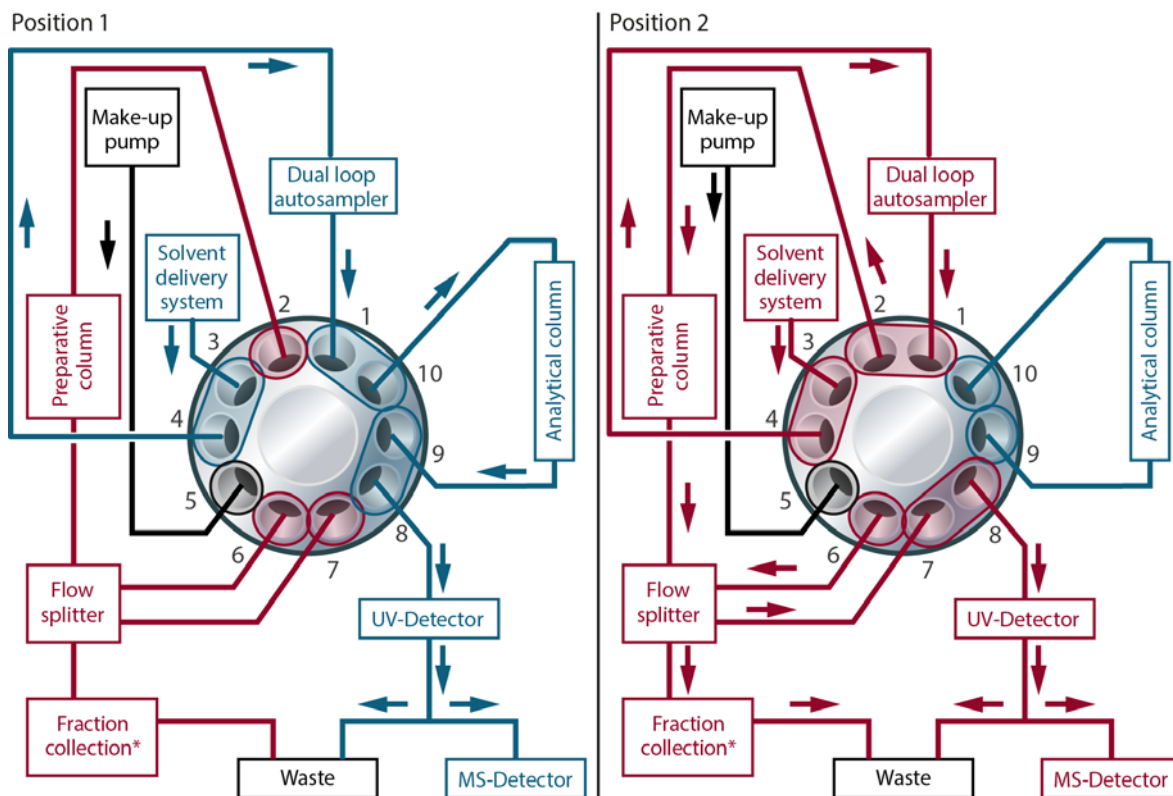 Position 1
Make-up
pump
Dual loop
autosampler
Solvent
delivery
system
Preparative
column
Analytical column
1
2
3
4
5
6
7
8
9
10
Flow
splitter
UV-Detector
Fraction
collection*
Waste
MS-Detector
Position 2
Make-up
pump
Dual loop
autosampler
Solvent
delivery
system
Preparative
column
Analytical column
1
2
3
4
5
6
7
8
9
10
Flow
splitter
UV-Detector
Fraction
collection*
Waste
MS-Detector